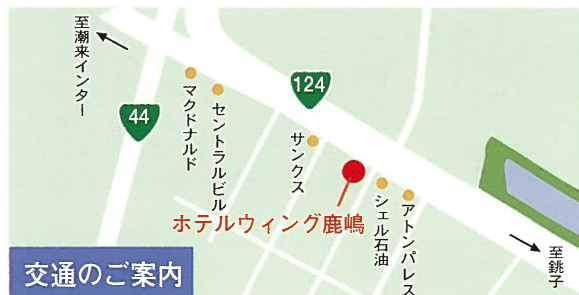 至潮来インター
44
マクドナルド
セントラルビル
124
サンクス
ホテルウィング鹿嶋
シェル石油
アトンパレス
至銚子
交通のご案内